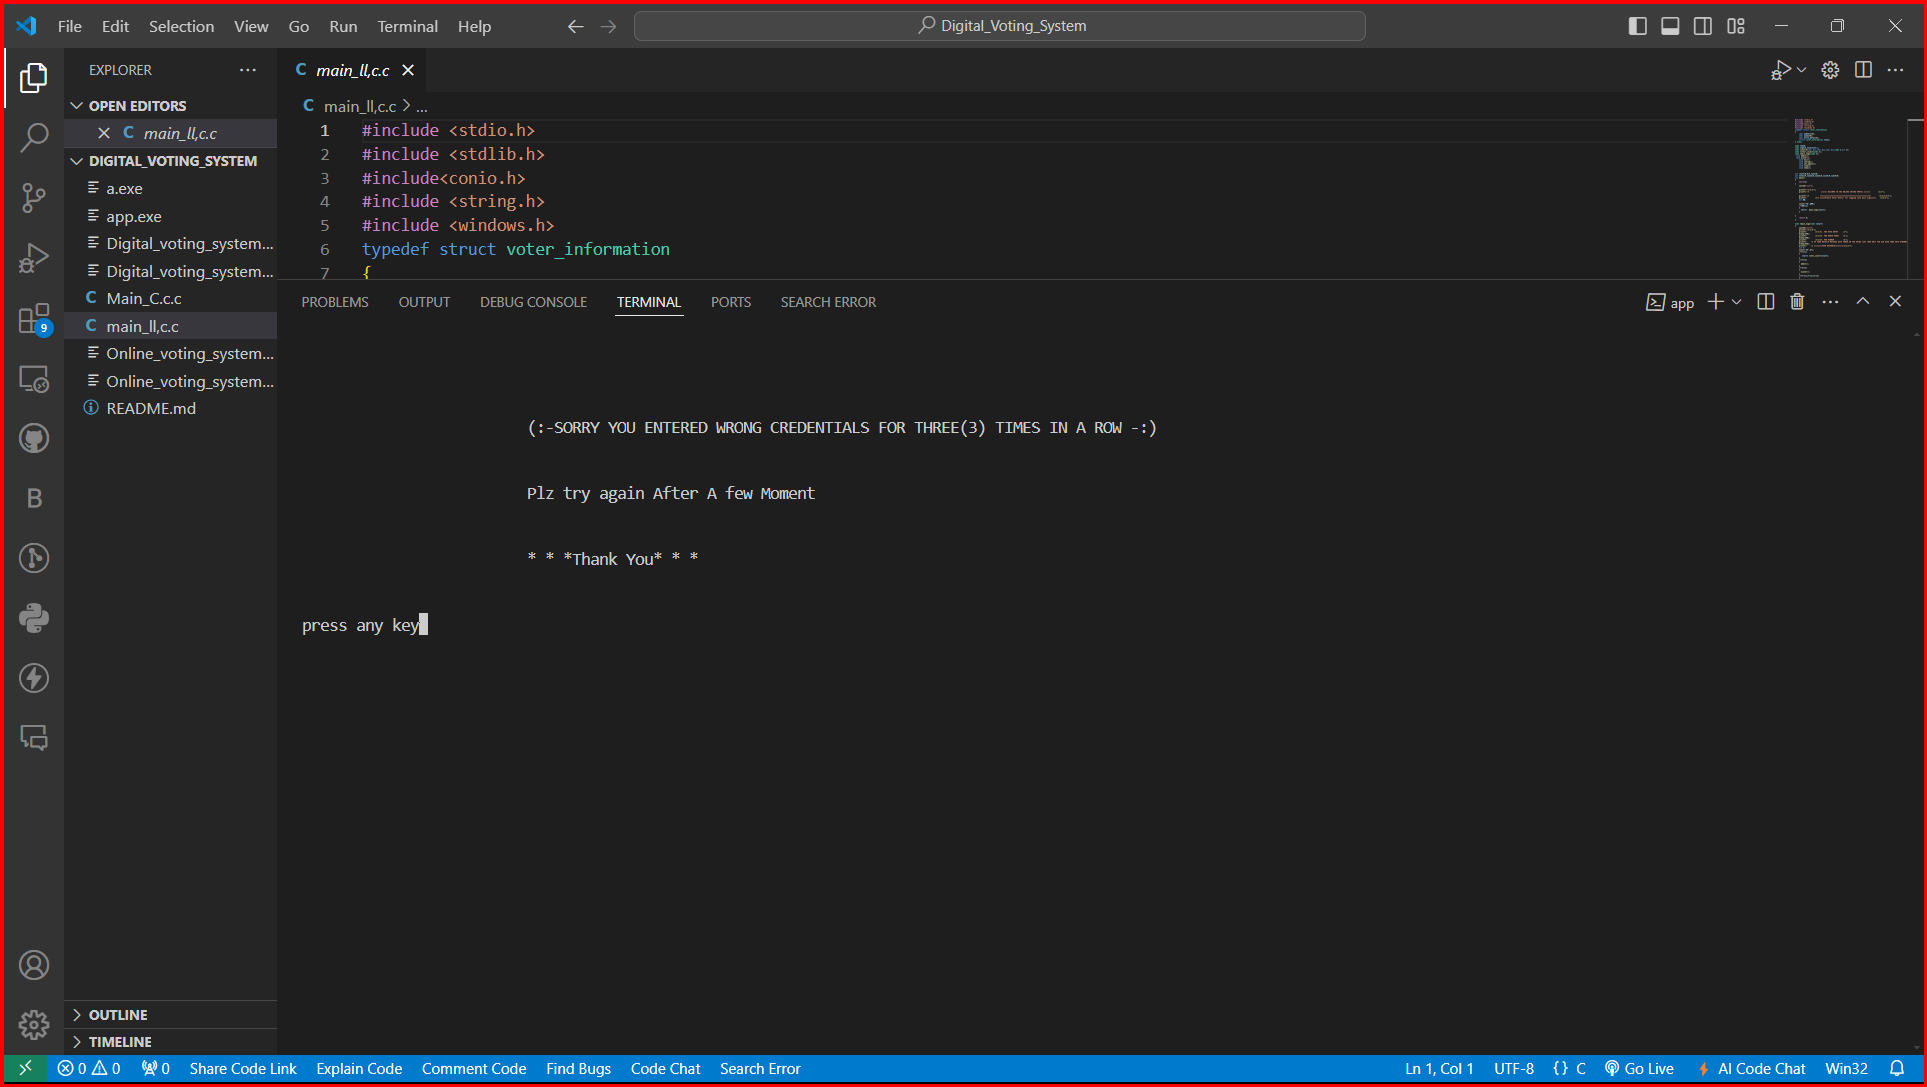 File Edit Selection View Go Run Terminal Help
Digital_Voting_System
EXPLORER
OPEN EDITORS
main_ll,c.c
DIGITAL_VOTING_SYSTEM
a.exe
app.exe
Digital_voting_system...
Digital_voting_system...
Main_C.c.c
main_ll,c.c
Online_voting_system...
Online_voting_system...
README.md
OUTLINE
TIMELINE
9
B
C main_ll,c.c
C main_ll,c.c > ...
1 #include <stdio.h>
2 #include <stdlib.h>
3 #include<conio.h>
4 #include <string.h>
5 #include <windows.h>
6 typedef struct voter_information
7 {
PROBLEMS OUTPUT DEBUG CONSOLE TERMINAL PORTS SEARCH ERROR
app
(:-SORRY YOU ENTERED WRONG CREDENTIALS FOR THREE(3) TIMES IN A ROW -:)
Plz try again After A few Moment
* * *Thank You* * *
press any key
0 0 0 Share Code Link Explain Code Comment Code Find Bugs Code Chat Search Error
Ln 1, Col 1 UTF-8 {} C Go Live AI Code Chat Win32